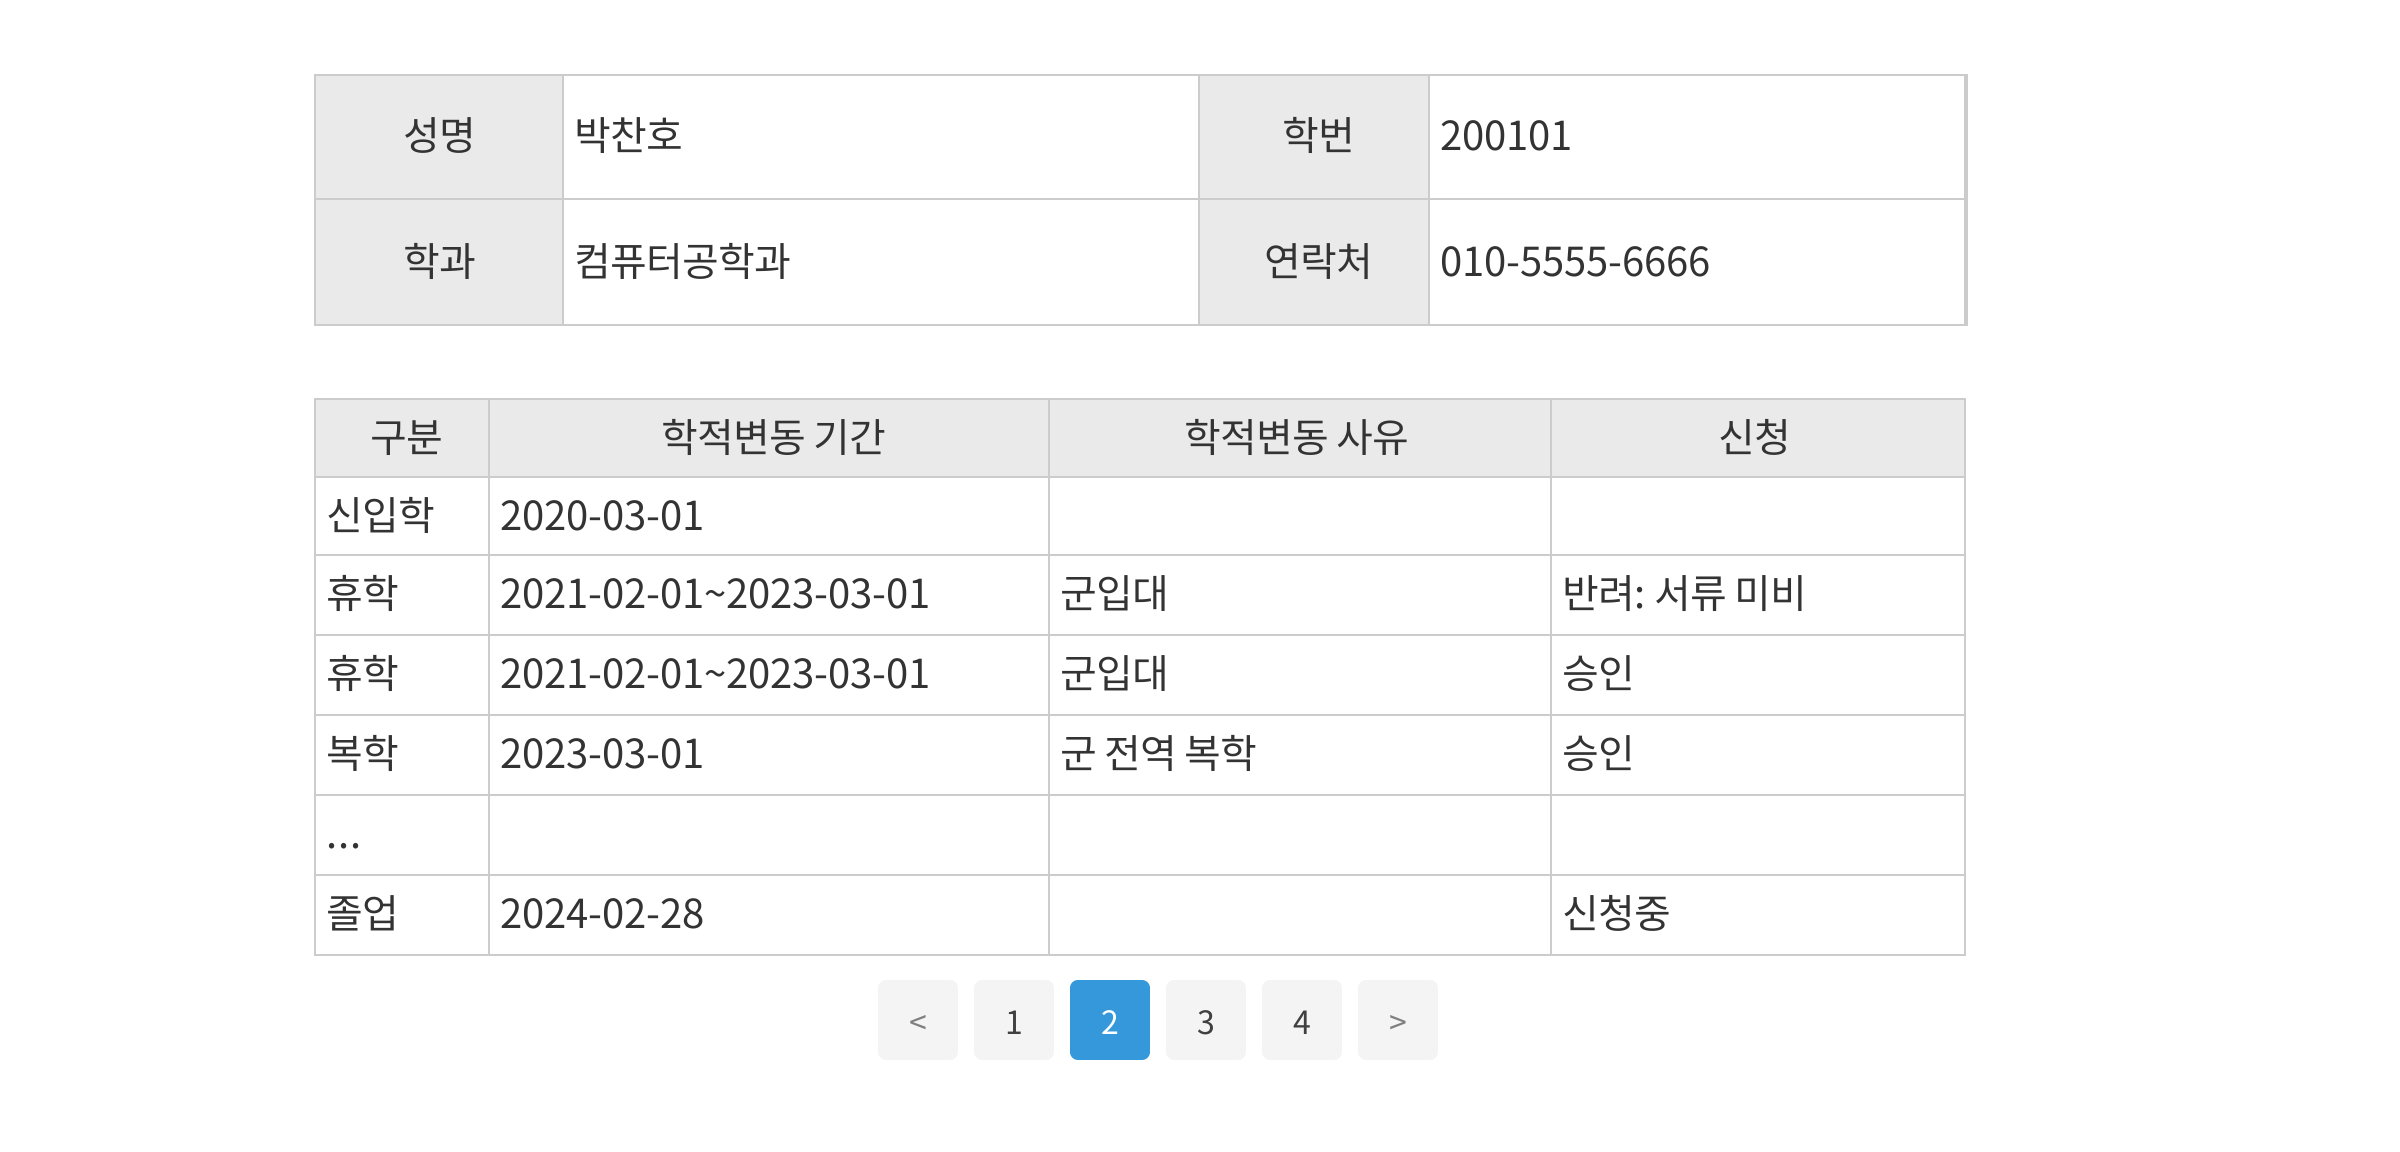 성명 박찬호 학번 200101
학과 컴퓨터공학과 연락처 010-5555-6666
구분 학적변동 기간 학적변동 사유 신청
신입학 2020-03-01
휴학 2021-02-01~2023-03-01 군입대 반려: 서류 미비
휴학 2021-02-01~2023-03-01 군입대 승인
복학 2023-03-01 군 전역 복학 승인
...
졸업 2024-02-28 신청중
< 1 2 3 4 >